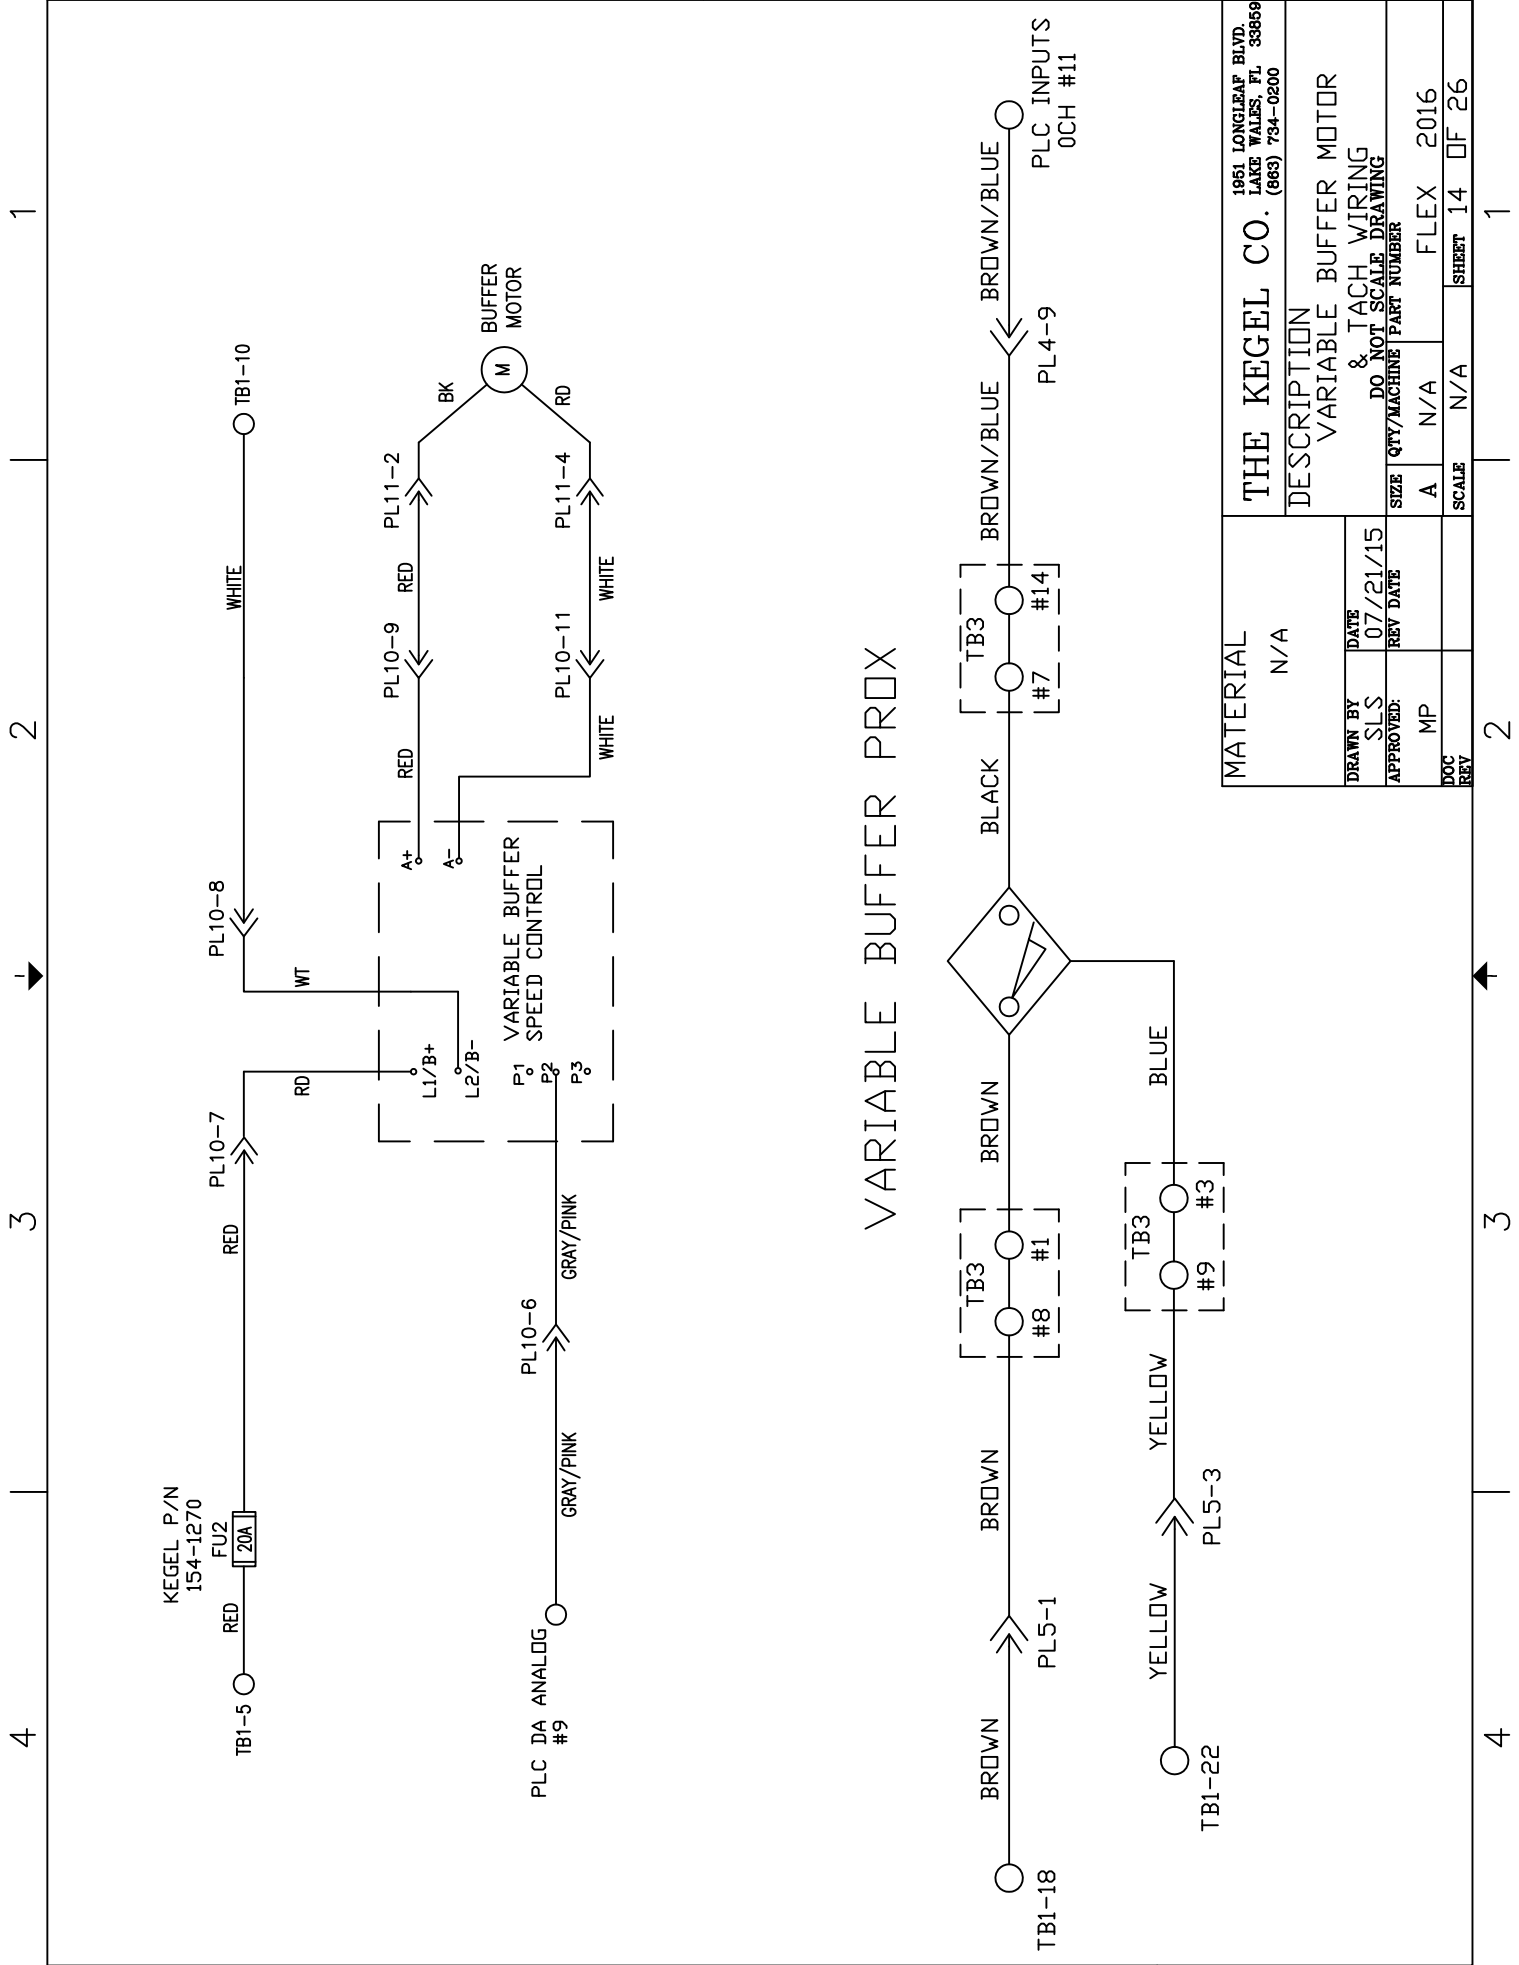 4
3
2
1
KEGEL P/N
154-1270
FU2
20A
TB1-5
RED
RED
PL10-7
RD
PL10-8
WT
WHITE
TB1-10
L1/B+
L2/B-
P1
P2
P3
A+
A-
VARIABLE BUFFER
SPEED CONTROL
RED
PL10-9
RED
PL11-2
BK
BUFFER
MOTOR
M
RD
WHITE
PL10-11
WHITE
PL11-4
PLC DA ANALOG
#9
GRAY/PINK
PL10-6
GRAY/PINK
VARIABLE BUFFER PROX
TB1-18
BROWN
PL5-1
BROWN
TB3
#8
#1
BROWN
BLACK
TB3
#7
#14
BROWN/BLUE
PL4-9
BROWN/BLUE
PLC INPUTS
0CH #11
TB1-22
YELLOW
PL5-3
YELLOW
TB3
#9
#3
BLUE
MATERIAL
N/A
DRAWN BY
SLS
DATE
07/21/15
APPROVED:
MP
REV DATE
DOC
REV
THE KEGEL CO.
1951 LONGLEAF BLVD.
LAKE WALES, FL 33859
(863) 734-0200
DESCRIPTION
VARIABLE BUFFER MOTOR
& TACH WIRING
DO NOT SCALE DRAWING
SIZE
A
QTY/MACHINE
N/A
PART NUMBER
FLEX 2016
SCALE
N/A
SHEET 14 OF 26
4
3
2
1